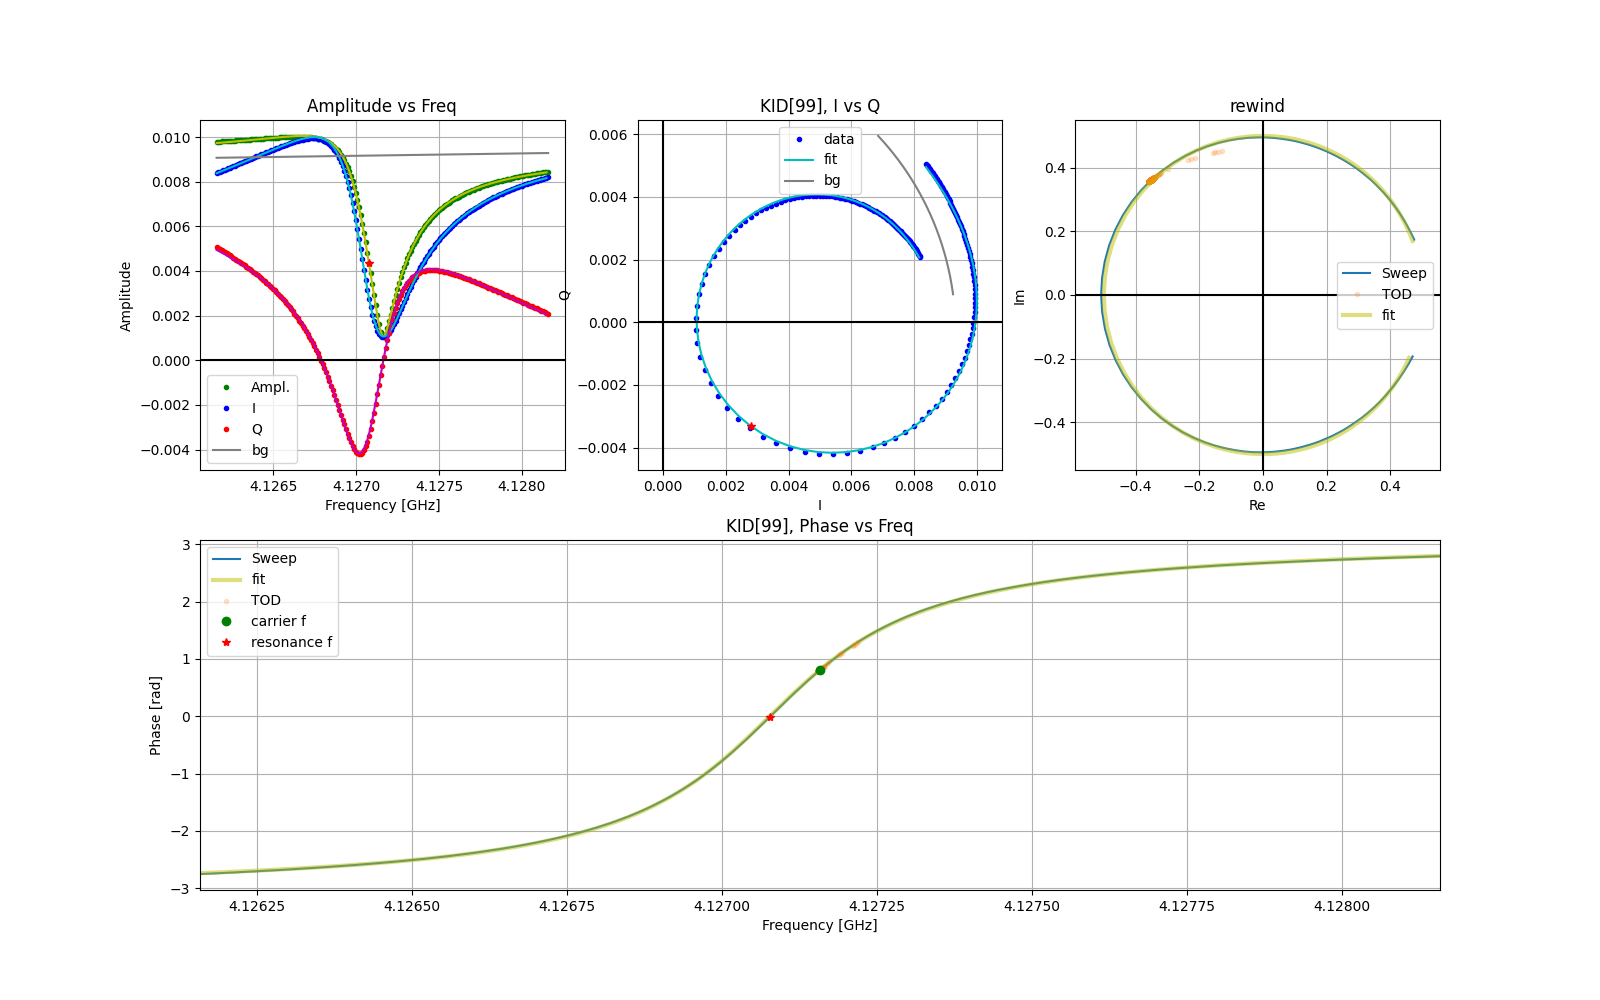 Amplitude vs Freq
0.010
0.008
0.006
0.004
0.002
0.000
−0.002
−0.004
Amplitude
Ampl.
I
Q
bg
4.1265
4.1270
4.1275
4.1280
Frequency [GHz]
KID[99], I vs Q
0.006
0.004
0.002
0.000
−0.002
−0.004
Q
data
fit
bg
0.000
0.002
0.004
0.006
0.008
0.010
I
rewind
0.4
0.2
0.0
−0.2
−0.4
Im
Sweep
TOD
fit
−0.4
−0.2
0.0
0.2
0.4
Re
KID[99], Phase vs Freq
3
2
1
0
−1
−2
−3
Phase [rad]
Sweep
fit
TOD
carrier f
resonance f
4.12625
4.12650
4.12675
4.12700
4.12725
4.12750
4.12775
4.12800
Frequency [GHz]